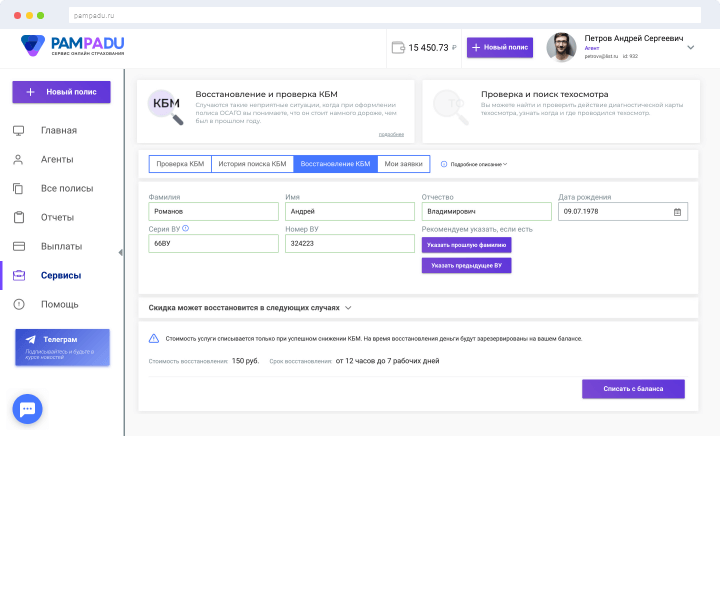 pampadu.ru
PAMPADU
СЕРВИС ОНЛАЙН СТРАХОВАНИЯ
15 450.73 ₽
Новый полис
Петров Андрей Сергеевич
Агент
petrovs@list.ru id: 932
Новый полис
Главная
Агенты
Все полисы
Отчеты
Выплаты
Сервисы
Помощь
Телеграм
Подписывайтесь и будьте в
курсе новостей
КБМ
Восстановление и проверка КБМ
Случаются такие неприятные ситуации, когда при оформлении
полиса ОСАГО вы понимаете, что он стоит намного дороже, чем
был в прошлом году.
подробнее
ТО
Проверка и поиск техосмотра
Вы можете найти и проверить действие диагностической карты
техосмотра, узнать когда и где проводился техосмотр.
Проверка КБМ
История поиска КБМ
Восстановление КБМ
Мои заявки
Подробное описание
Фамилия
Имя
Отчество
Дата рождения
Романов
Андрей
Владимирович
09.07.1978
Серия ВУ
Номер ВУ
Рекомендуем указать, если есть
66ВУ
324223
Указать прошлую фамилию
Указать предыдущее ВУ
Скидка может восстановится в следующих случаях
Стоимость услуги списывается только при успешном снижении КБМ. На время восстановления деньги будут зарезервированы на вашем балансе.
Стоимость восстановления: 150 руб. Срок восстановления: от 12 часов до 7 рабочих дней
Списать с баланса